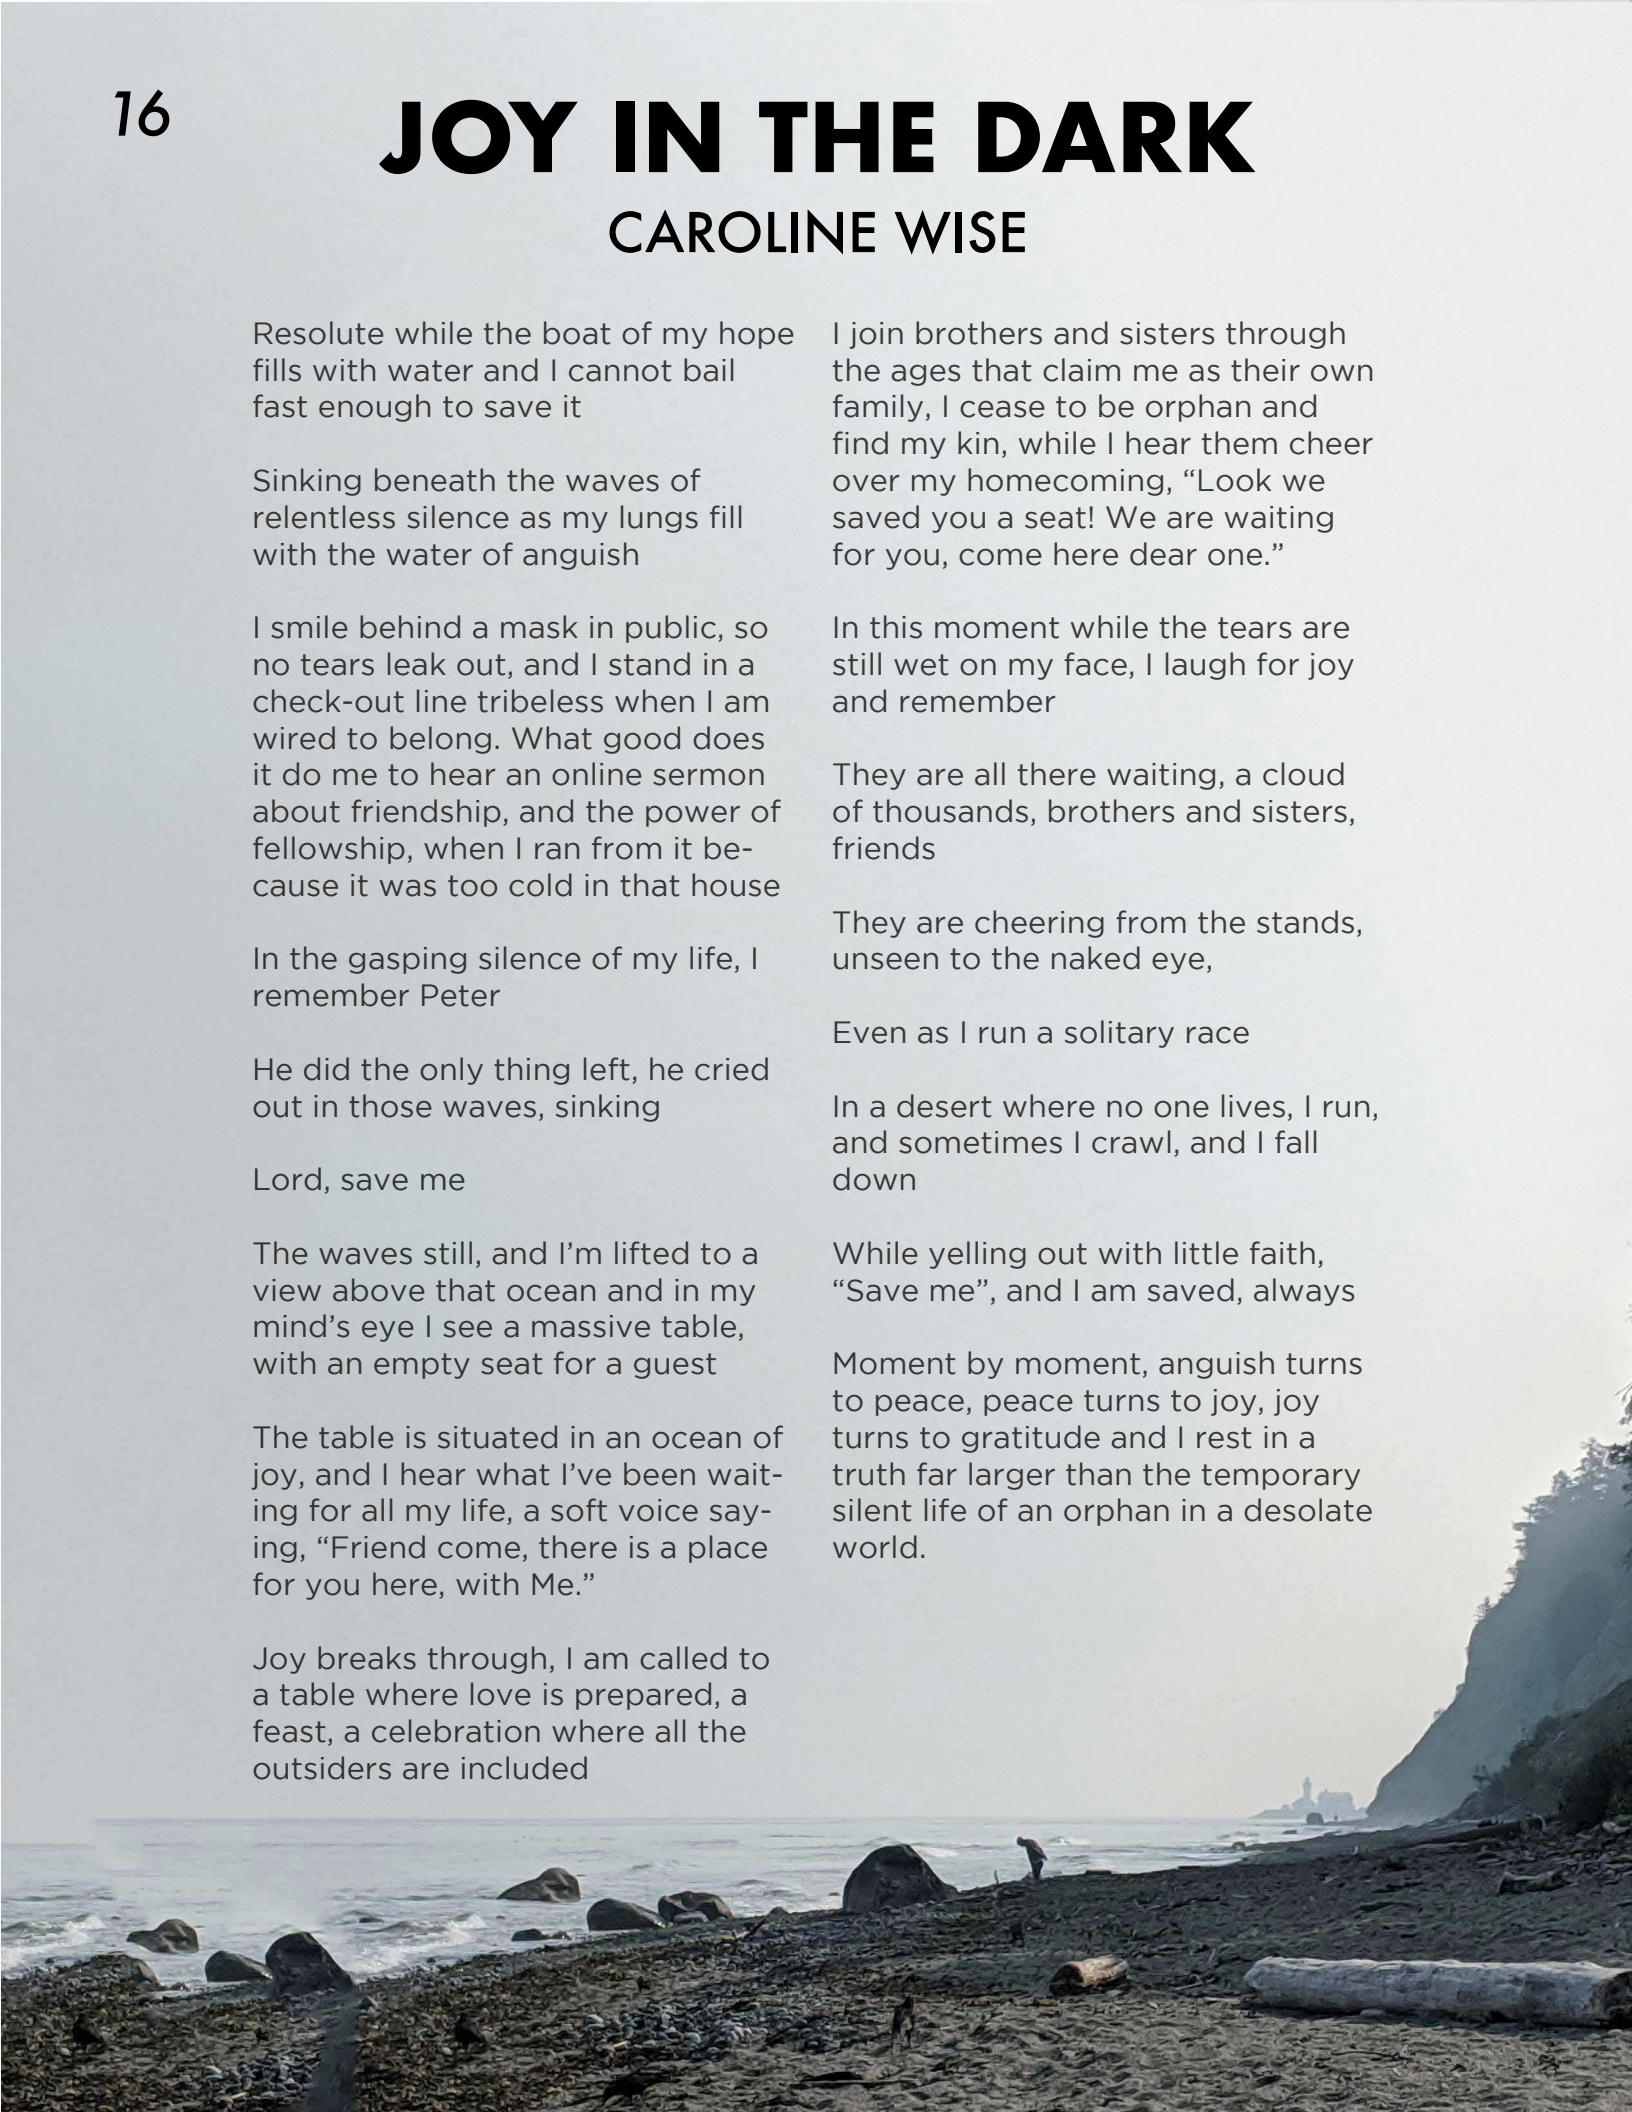 16
JOY IN THE DARK
CAROLINE WISE
Resolute while the boat of my hope
fills with water and I cannot bail
fast enough to save it
Sinking beneath the waves of
relentless silence as my lungs fill
with the water of anguish
I smile behind a mask in public, so
no tears leak out, and I stand in a
check-out line tribeless when I am
wired to belong. What good does
it do me to hear an online sermon
about friendship, and the power of
fellowship, when I ran from it be-
cause it was too cold in that house
In the gasping silence of my life, I
remember Peter
He did the only thing left, he cried
out in those waves, sinking
Lord, save me
The waves still, and I’m lifted to a
view above that ocean and in my
mind’s eye I see a massive table,
with an empty seat for a guest
The table is situated in an ocean of
joy, and I hear what I’ve been wait-
ing for all my life, a soft voice say-
ing, “Friend come, there is a place
for you here, with Me.”
Joy breaks through, I am called to
a table where love is prepared, a
feast, a celebration where all the
outsiders are included
I join brothers and sisters through
the ages that claim me as their own
family, I cease to be orphan and
find my kin, while I hear them cheer
over my homecoming, “Look we
saved you a seat! We are waiting
for you, come here dear one.”
In this moment while the tears are
still wet on my face, I laugh for joy
and remember
They are all there waiting, a cloud
of thousands, brothers and sisters,
friends
They are cheering from the stands,
unseen to the naked eye,
Even as I run a solitary race
In a desert where no one lives, I run,
and sometimes I crawl, and I fall
down
While yelling out with little faith,
“Save me”, and I am saved, always
Moment by moment, anguish turns
to peace, peace turns to joy, joy
turns to gratitude and I rest in a
truth far larger than the temporary
silent life of an orphan in a desolate
world.